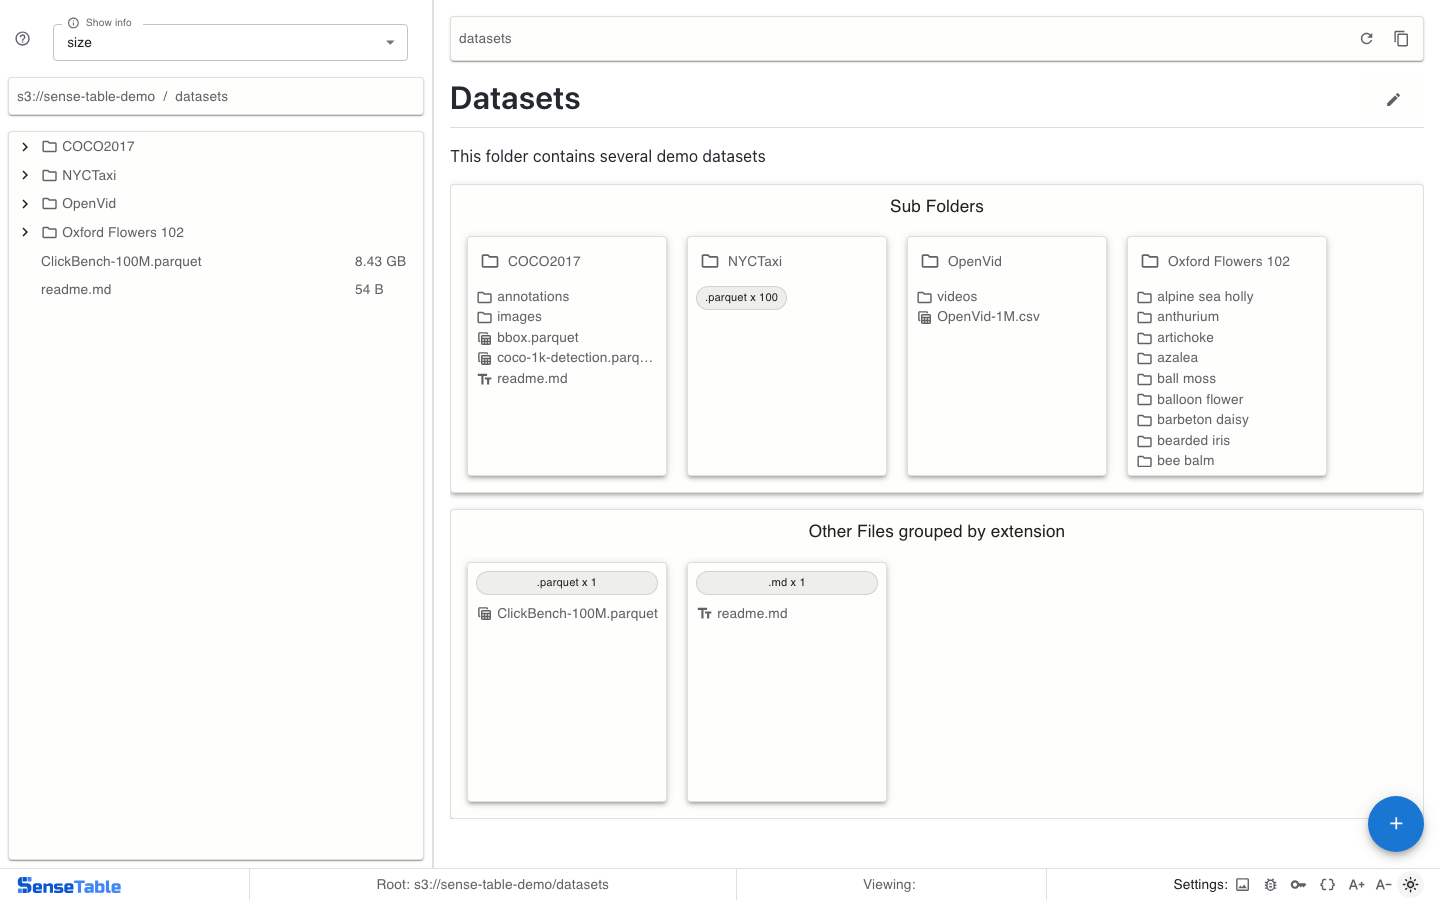 Show info
size
s3://sense-table-demo / datasets
COCO2017
NYCTaxi
OpenVid
Oxford Flowers 102
ClickBench-100M.parquet 8.43 GB
readme.md 54 B
datasets
Datasets
This folder contains several demo datasets
Sub Folders
COCO2017
annotations
images
bbox.parquet
coco-1k-detection.parq...
readme.md
NYCTaxi
.parquet x 100
OpenVid
videos
OpenVid-1M.csv
Oxford Flowers 102
alpine sea holly
anthurium
artichoke
azalea
ball moss
balloon flower
barbeton daisy
bearded iris
bee balm
Other Files grouped by extension
.parquet x 1
ClickBench-100M.parquet
.md x 1
readme.md
SenseTable
Root: s3://sense-table-demo/datasets
Viewing:
Settings: A+ A-